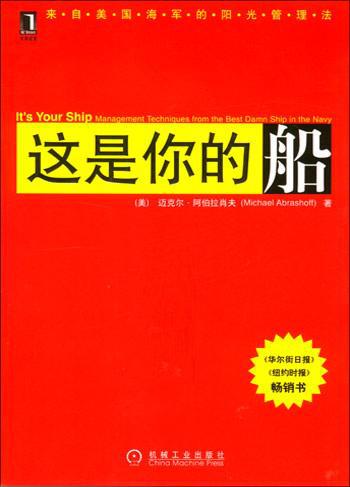 来自美国海军的阳光管理法
It's Your Ship Management Techniques from the Best Damn Ship in the Navy
这是你的船
(美) 迈克尔·阿伯拉肖夫 (Michael Abrashoff) 著
《华尔街日报》
《纽约时报》
畅销书
机械工业出版社
China Machine Press